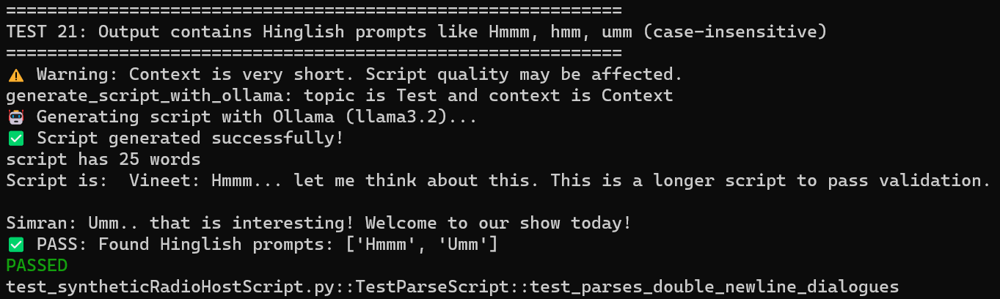 ============================================================
TEST 21: Output contains Hinglish prompts like Hmmm, hmm, umm (case-insensitive)
============================================================
⚠️ Warning: Context is very short. Script quality may be affected.
generate_script_with_ollama: topic is Test and context is Context
🤖 Generating script with Ollama (llama3.2)...
✅ Script generated successfully!
script has 25 words
Script is:  Vineet: Hmmm... let me think about this. This is a longer script to pass validation.

Simran: Umm.. that is interesting! Welcome to our show today!
✅ PASS: Found Hinglish prompts: ['Hmmm', 'Umm']
PASSED
test_syntheticRadioHostScript.py::TestParseScript::test_parses_double_newline_dialogues